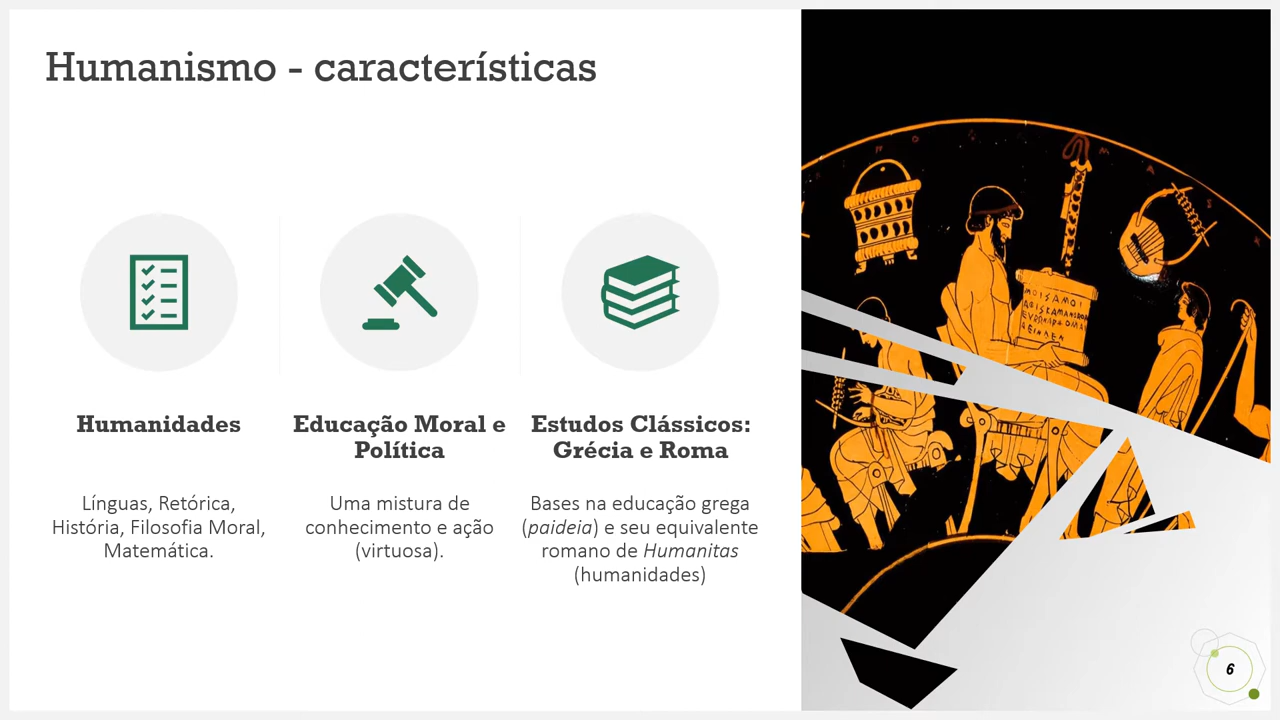 Humanismo - características
Humanidades
Línguas, Retórica,
História, Filosofia Moral,
Matemática.
Educação Moral e
Política
Uma mistura de
conhecimento e ação
(virtuosa).
Estudos Clássicos:
Grécia e Roma
Bases na educação grega
(paideia) e seu equivalente
romano de Humanitas
(humanidades)
6